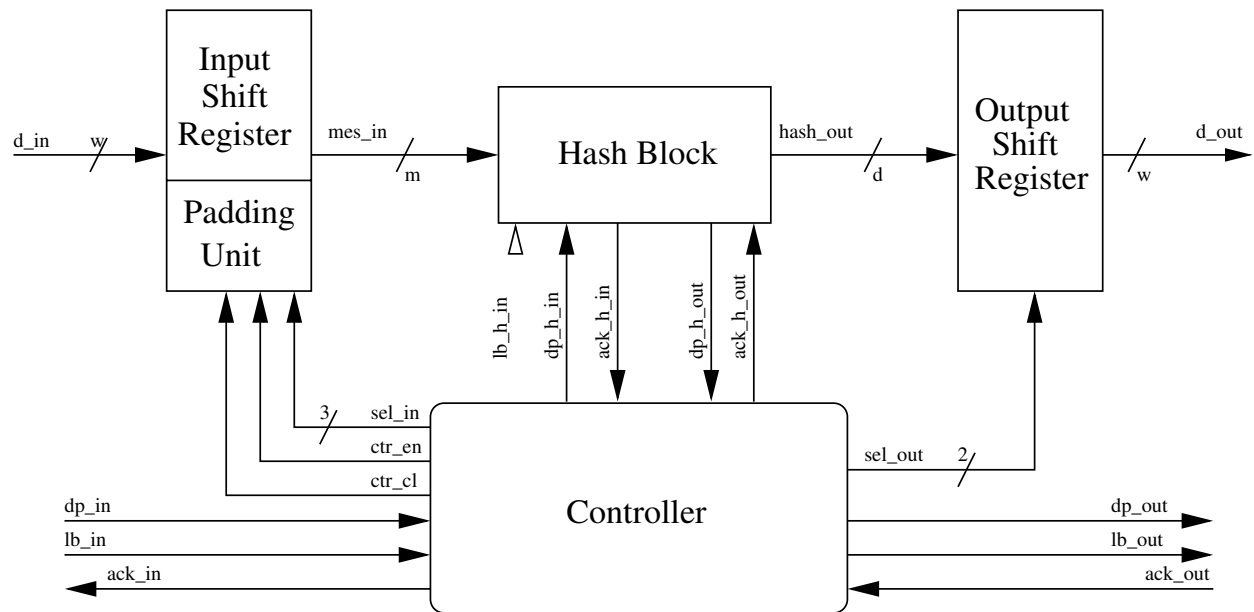 Input
Shift
Register
Padding
Unit
d_in
w
mes_in
m
Hash Block
hash_out
d
Output
Shift
Register
d_out
w
lb_h_in
dp_h_in
ack_h_in
dp_h_out
ack_h_out
3
sel_in
ctr_en
ctr_cl
dp_in
lb_in
ack_in
Controller
sel_out
2
dp_out
lb_out
ack_out